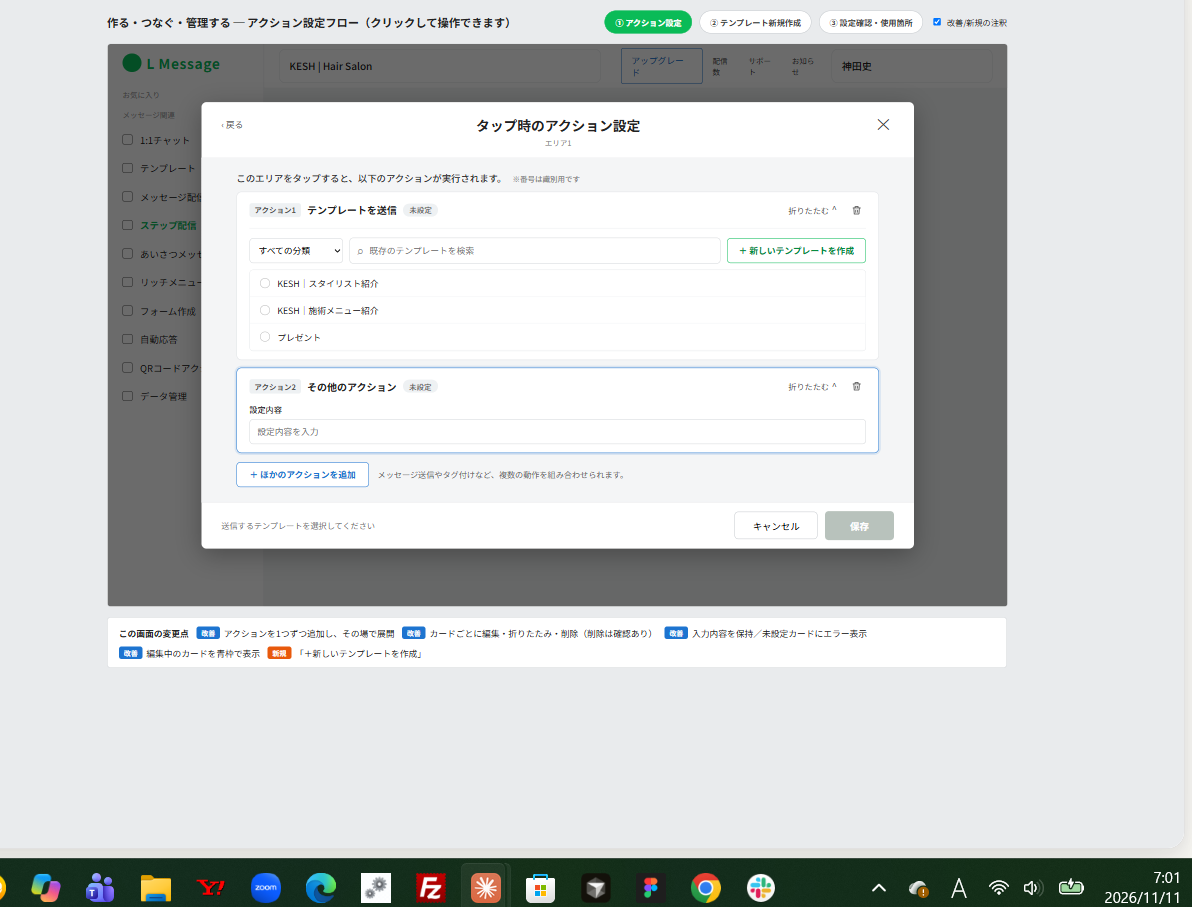 作る・つなぐ・管理する — アクション設定フロー（クリックして操作できます）
① アクション設定 ② テンプレート新規作成 ③ 設定確認・使用箇所 改善/新規の注釈
L Message
KESH | Hair Salon
アップグレー
ド
配信
数
サポー
ト
お知ら
せ
神田史
お気に入り
メッセージ関連
1:1チャット
テンプレート
メッセージ配信
ステップ配信
あいさつメッセ
リッチメニュー
フォーム作成
自動応答
QRコードアク
データ管理
‹ 戻る
タップ時のアクション設定
エリア1
このエリアをタップすると、以下のアクションが実行されます。 ※番号は識別用です
アクション1 テンプレートを送信 未設定 折りたたむ ^
すべての分類 既存のテンプレートを検索 ＋ 新しいテンプレートを作成
KESH｜スタイリスト紹介
KESH｜施術メニュー紹介
プレゼント
アクション2 その他のアクション 未設定 折りたたむ ^
設定内容
設定内容を入力
＋ ほかのアクションを追加 メッセージ送信やタグ付けなど、複数の動作を組み合わせられます。
送信するテンプレートを選択してください キャンセル 保存
この画面の変更点 改善 アクションを1つずつ追加し、その場で展開 改善 カードごとに編集・折りたたみ・削除（削除は確認あり） 改善 入力内容を保持／未設定カードにエラー表示
改善 編集中のカードを青枠で表示 新規 「＋新しいテンプレートを作成」
zoom
7:01
2026/11/11